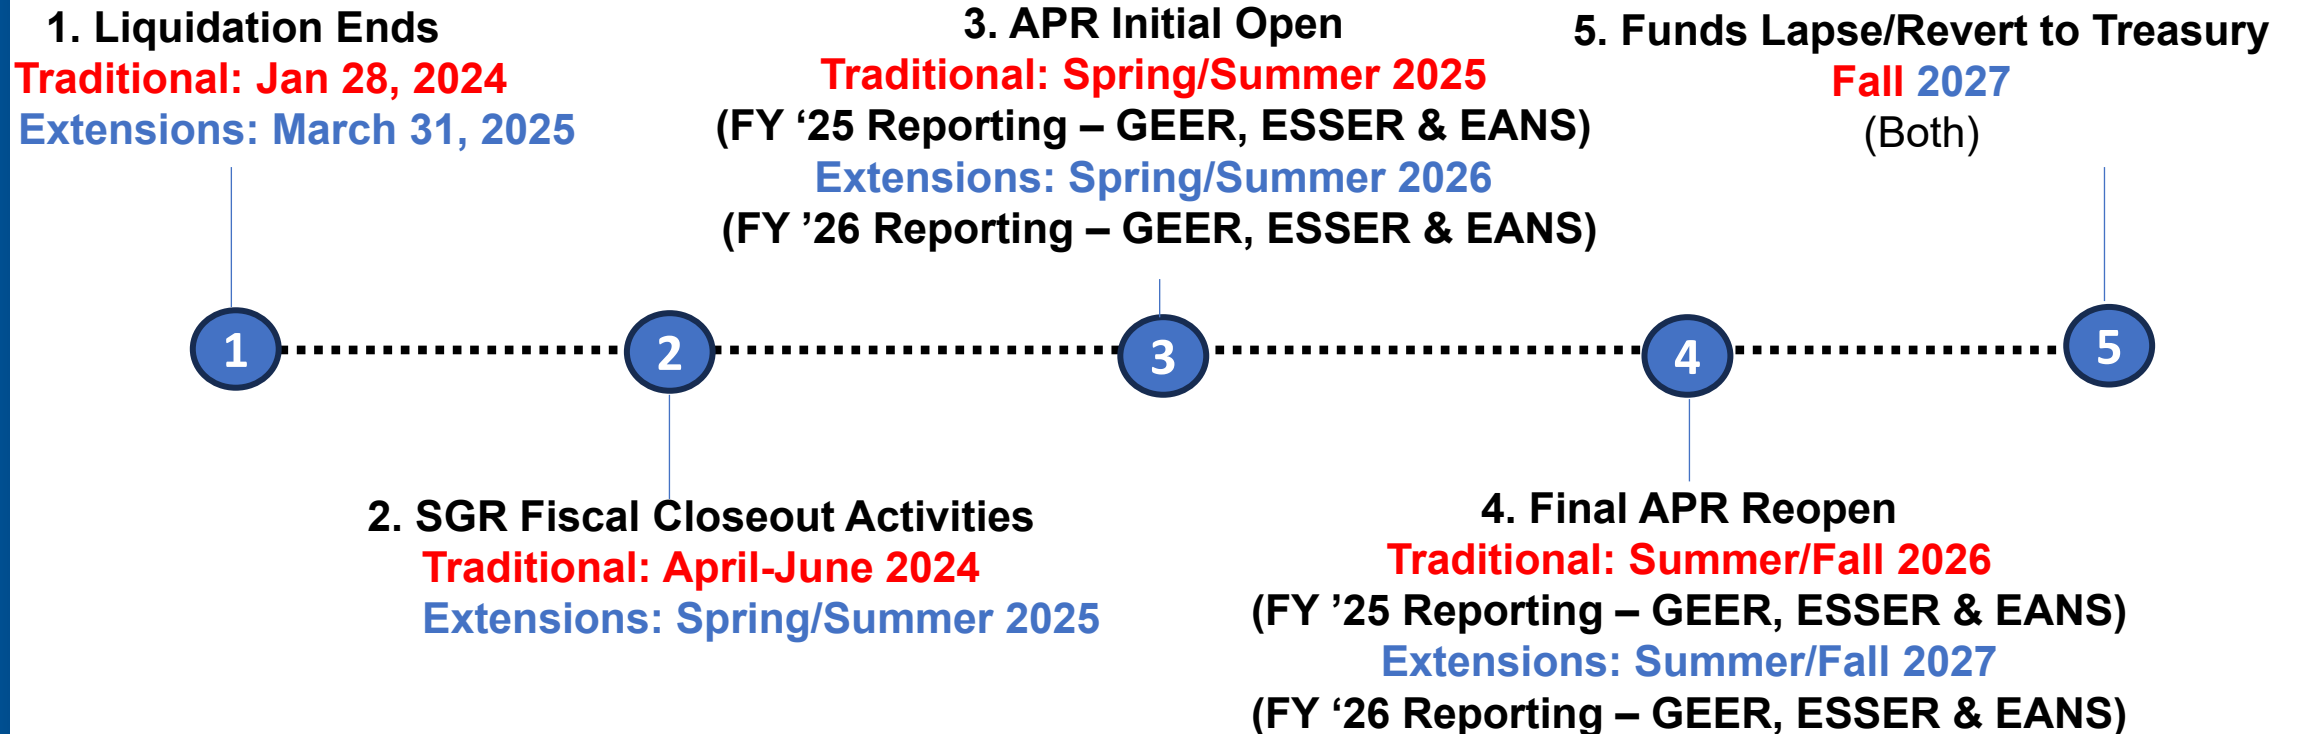 1. Liquidation Ends
Traditional: Jan 28, 2024
Extensions: March 31, 2025
3. APR Initial Open
Traditional: Spring/Summer 2025
(FY ‘25 Reporting – GEER, ESSER & EANS)
Extensions: Spring/Summer 2026
(FY ’26 Reporting – GEER, ESSER & EANS)
5. Funds Lapse/Revert to Treasury
Fall 2027
(Both)
1
2
3
4
5
2. SGR Fiscal Closeout Activities
Traditional: April-June 2024
Extensions: Spring/Summer 2025
4. Final APR Reopen
Traditional: Summer/Fall 2026
(FY ’25 Reporting – GEER, ESSER & EANS)
Extensions: Summer/Fall 2027
(FY ‘26 Reporting – GEER, ESSER & EANS)